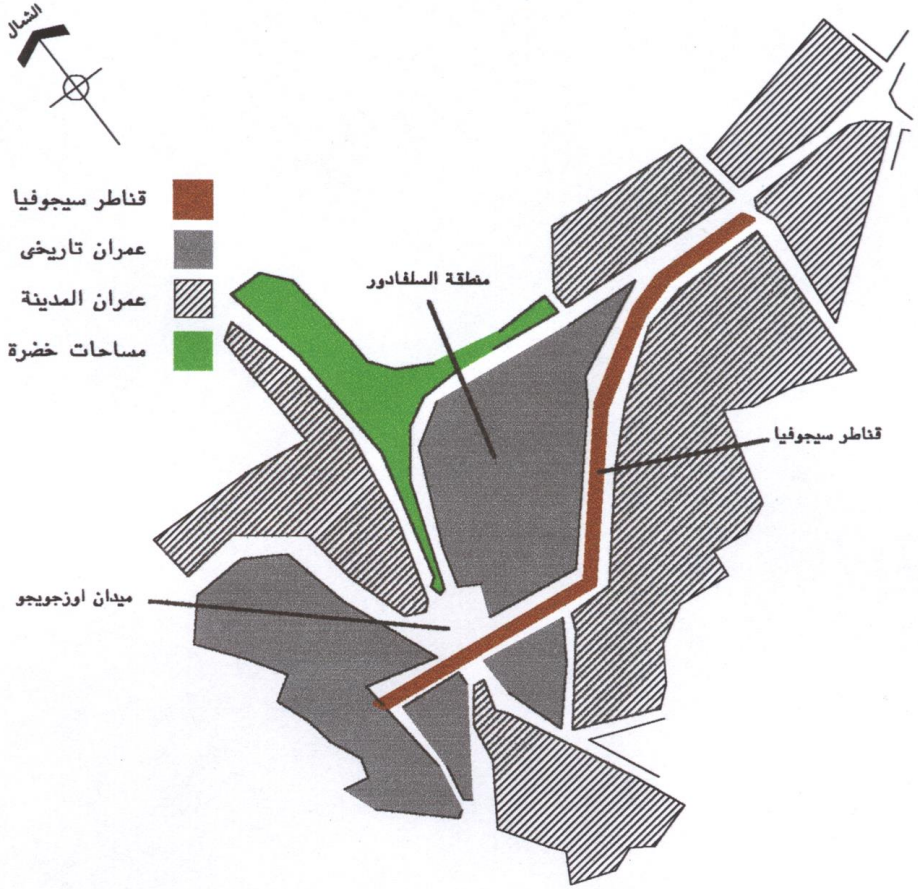 الشمال
قناطر سيجوفيا
عمران تاريخى
عمران المدينة
مساحات خضرة
منطقة السلفادور
قناطر سيجوفيا
ميدان اوزجويجو